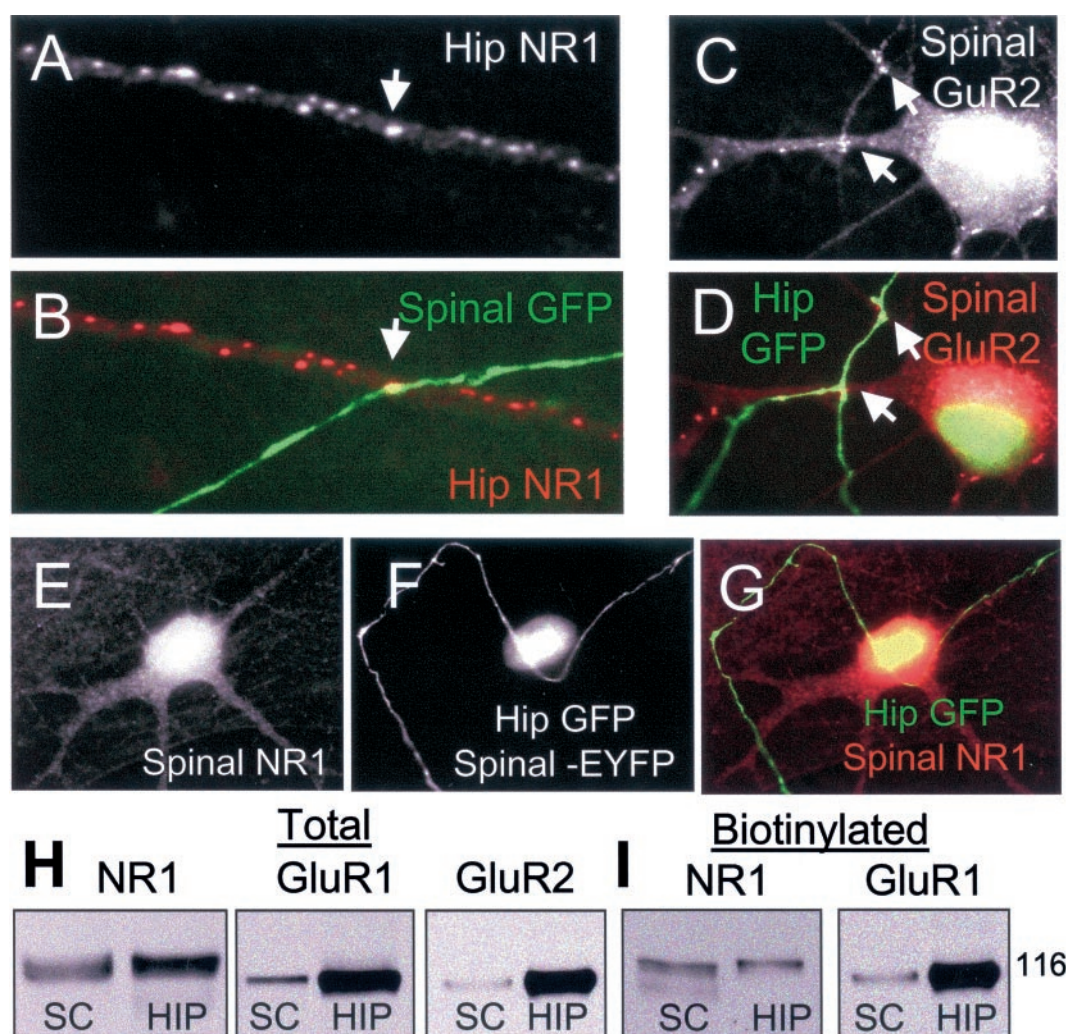 A
Hip NR1
B
Spinal GFP
Hip NR1
C
Spinal
GuR2
D
Hip
GFP
Spinal
GluR2
E
Spinal NR1
F
Hip GFP
Spinal -EYFP
G
Hip GFP
Spinal NR1
H
Total
NR1
GluR1
GluR2
SC HIP
SC HIP
SC HIP
I
Biotinylated
NR1
GluR1
SC HIP
SC HIP
116